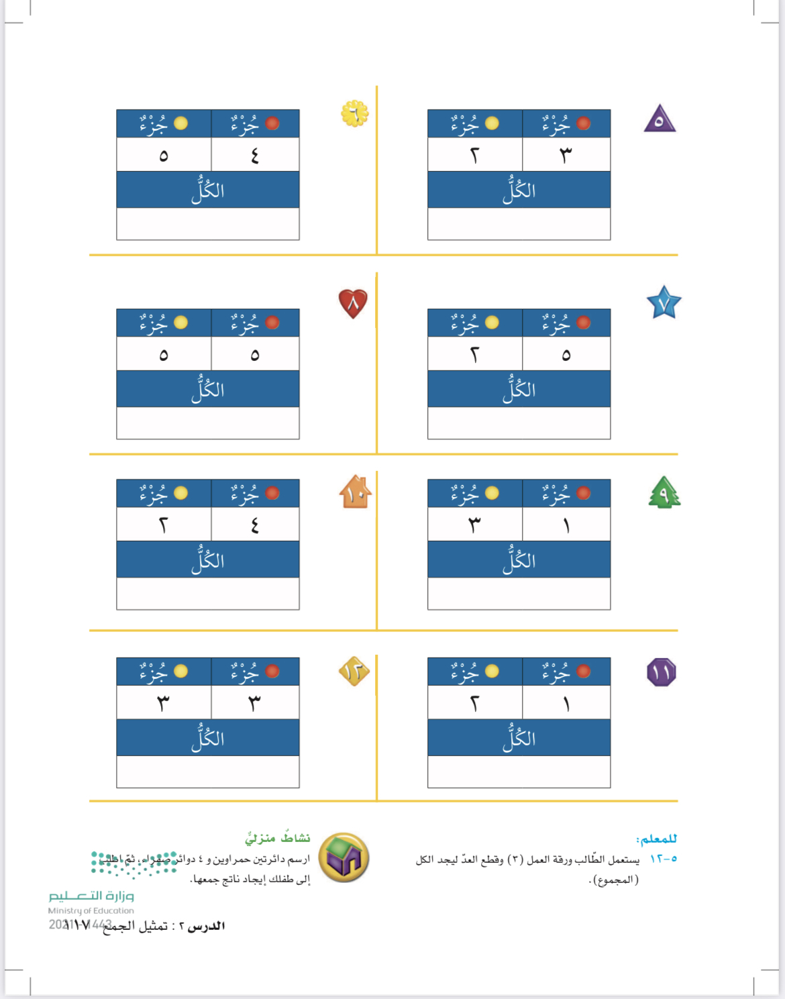 ٥
جُزْءٌ جُزْءٌ
٣ ٢
الكُلُّ
٦
جُزْءٌ جُزْءٌ
٤ ٥
الكُلُّ
٧
جُزْءٌ جُزْءٌ
٥ ٢
الكُلُّ
٨
جُزْءٌ جُزْءٌ
٥ ٥
الكُلُّ
٩
جُزْءٌ جُزْءٌ
١ ٣
الكُلُّ
١٠
جُزْءٌ جُزْءٌ
٤ ٢
الكُلُّ
١١
جُزْءٌ جُزْءٌ
١ ٢
الكُلُّ
١٢
جُزْءٌ جُزْءٌ
٣ ٣
الكُلُّ
للمعلم:
٥-١٢ يستعمل الطّالب ورقة العمل (٣) وقطع العدّ ليجد الكل
(المجموع).
نشاطٌ منزليٌّ
ارسم دائرتين حمراوين و ٤ دوائر صفراء، ثمّ اطلب
إلى طفلك إيجاد ناتج جمعها.
وزارة التعليم
Ministry of Education
2021 - 1443
الدرس ٢ : تمثيل الجمع ١١٧